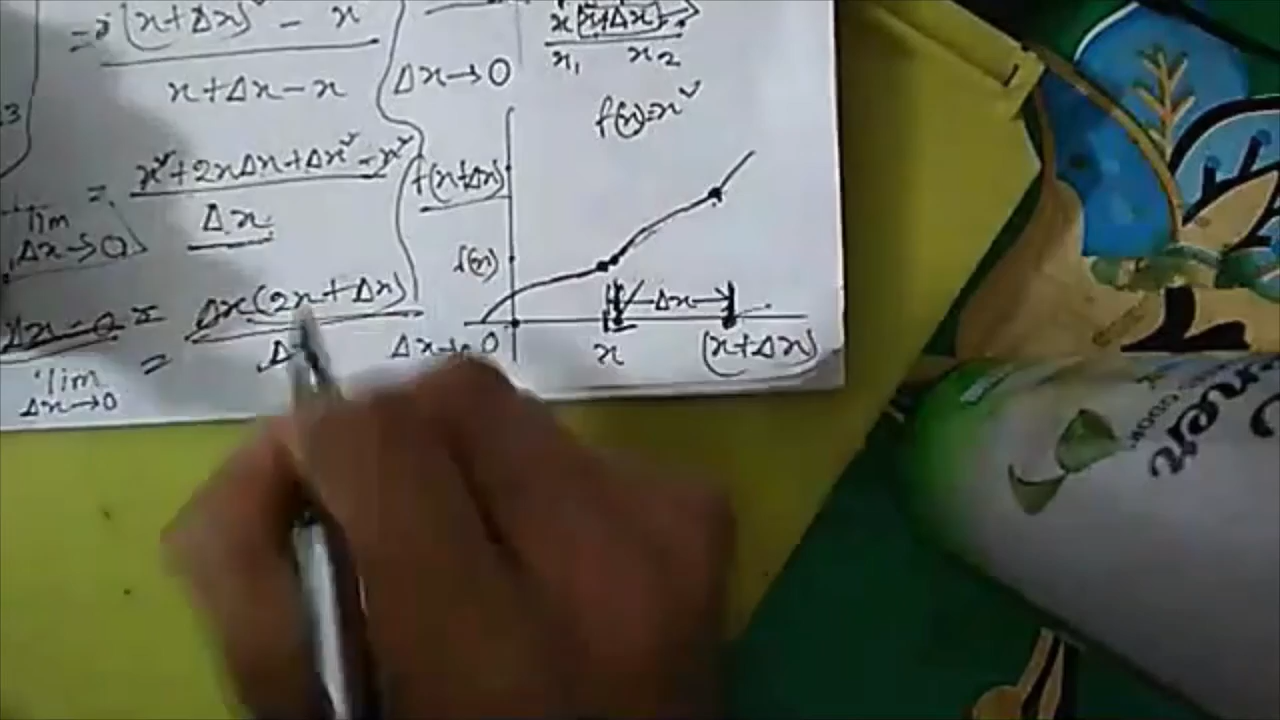 = (x+Δx)² - x
x+Δx-x
Δx→0
x (x+Δx)
x₁ x₂
f(x)=x²
3
= x²+2xΔx+Δx²-x²
Δx
lim
Δx→0
f(x+Δx)
f(x)
= Δx(2x+Δx)
=
lim
Δx→0
Δx→0
Δx
x
(x+Δx)